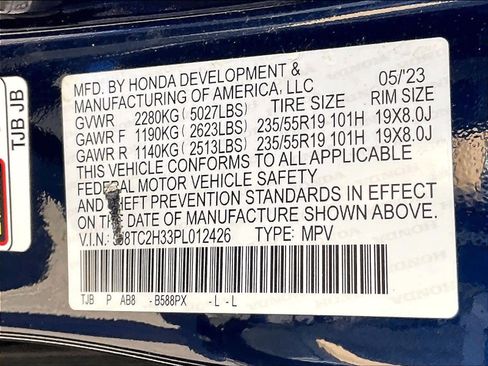 TJB JB
MFD. BY HONDA DEVELOPMENT &
MANUFACTURING OF AMERICA, LLC 05/'23
GVWR 2280KG (5027LBS) TIRE SIZE RIM SIZE
GAWR F 1190KG (2623LBS) 235/55R19 101H 19X8.0J
GAWR R 1140KG (2513LBS) 235/55R19 101H 19X8.0J
THIS VEHICLE CONFORMS TO ALL APPLICABLE
FEDERAL MOTOR VEHICLE SAFETY
AND THEFT PREVENTION STANDARDS IN EFFECT
ON THE DATE OF MANUFACTURE SHOWN ABOVE.
V.I.N.: 5J8TC2H33PL012426 TYPE: MPV
TJB P AB8 - B588PX - L - L